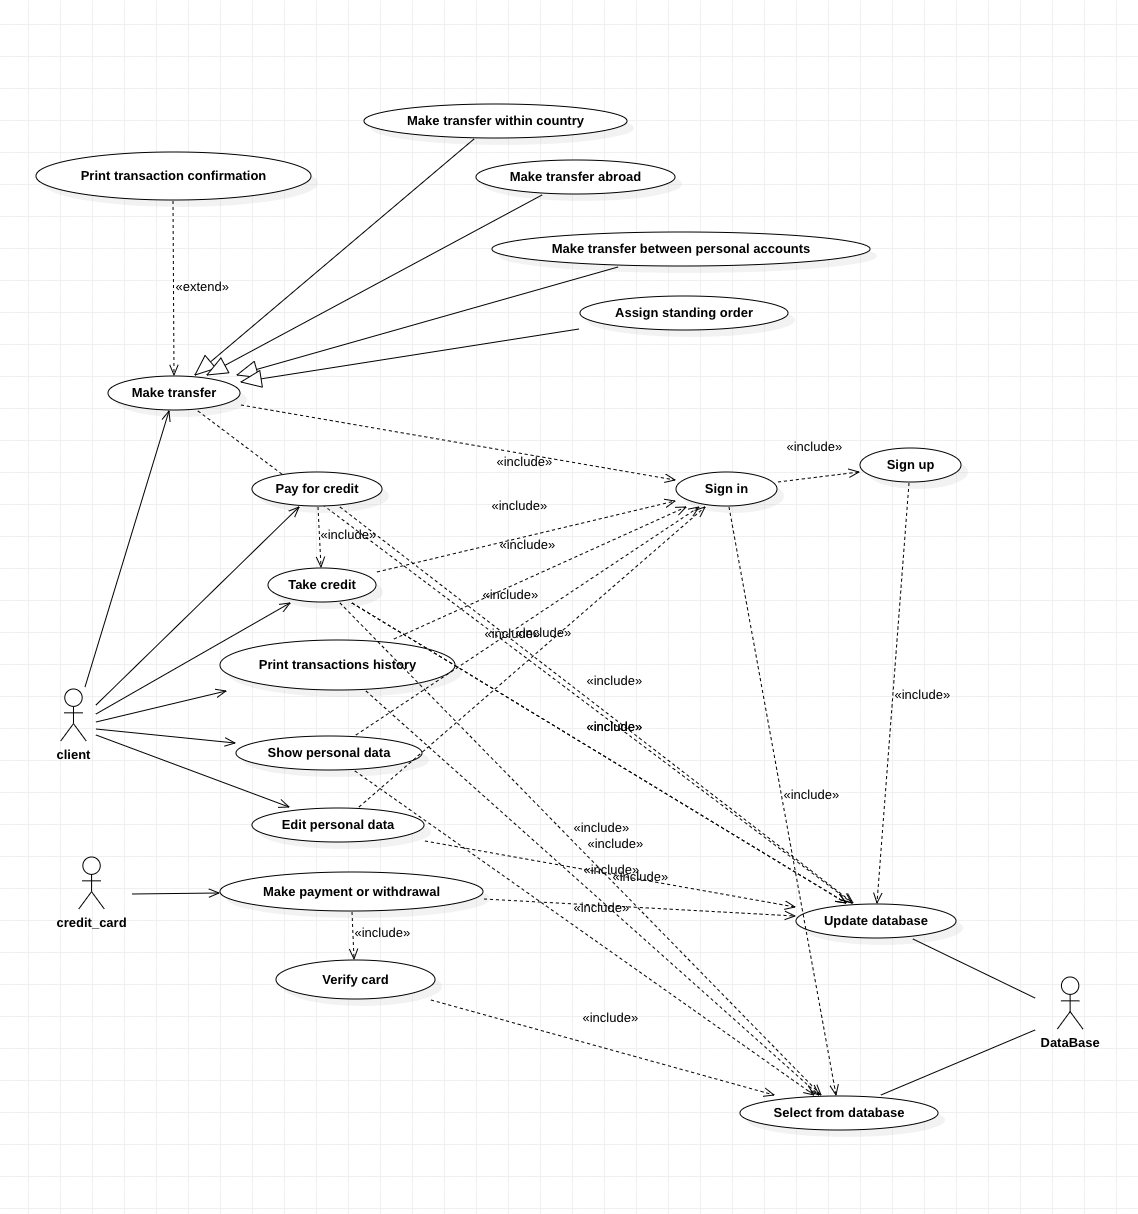 Make transfer within country
Print transaction confirmation
Make transfer abroad
Make transfer between personal accounts
«extend»
Assign standing order
Make transfer
«include»
«include»
Sign up
Pay for credit
Sign in
«include»
«include»
«include»
Take credit
«include»
«include»
«include»
Print transactions history
«include»
client
«include»
«include»
«include»
Show personal data
«include»
Edit personal data
«include»
«include»
«include»
«include»
Make payment or withdrawal
«include»
credit_card
Update database
«include»
Verify card
«include»
DataBase
Select from database